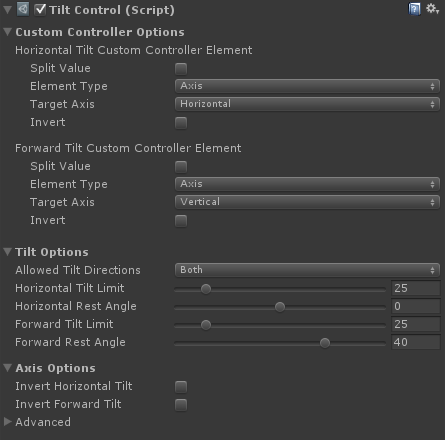 Tilt Control (Script)
Custom Controller Options
Horizontal Tilt Custom Controller Element
Split Value
Element Type Axis
Target Axis Horizontal
Invert
Forward Tilt Custom Controller Element
Split Value
Element Type Axis
Target Axis Vertical
Invert
Tilt Options
Allowed Tilt Directions Both
Horizontal Tilt Limit 25
Horizontal Rest Angle 0
Forward Tilt Limit 25
Forward Rest Angle 40
Axis Options
Invert Horizontal Tilt
Invert Forward Tilt
Advanced